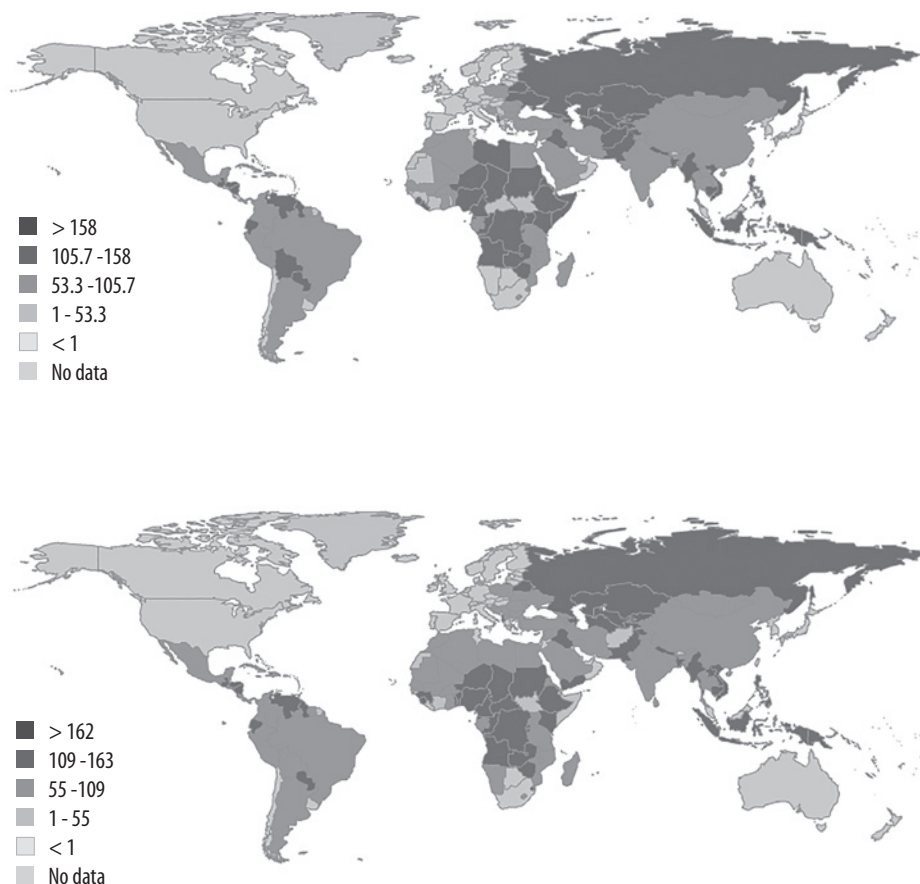 > 158
105.7 -158
53.3 -105.7
1 - 53.3
< 1
No data
> 162
109 -163
55 -109
1 - 55
< 1
No data